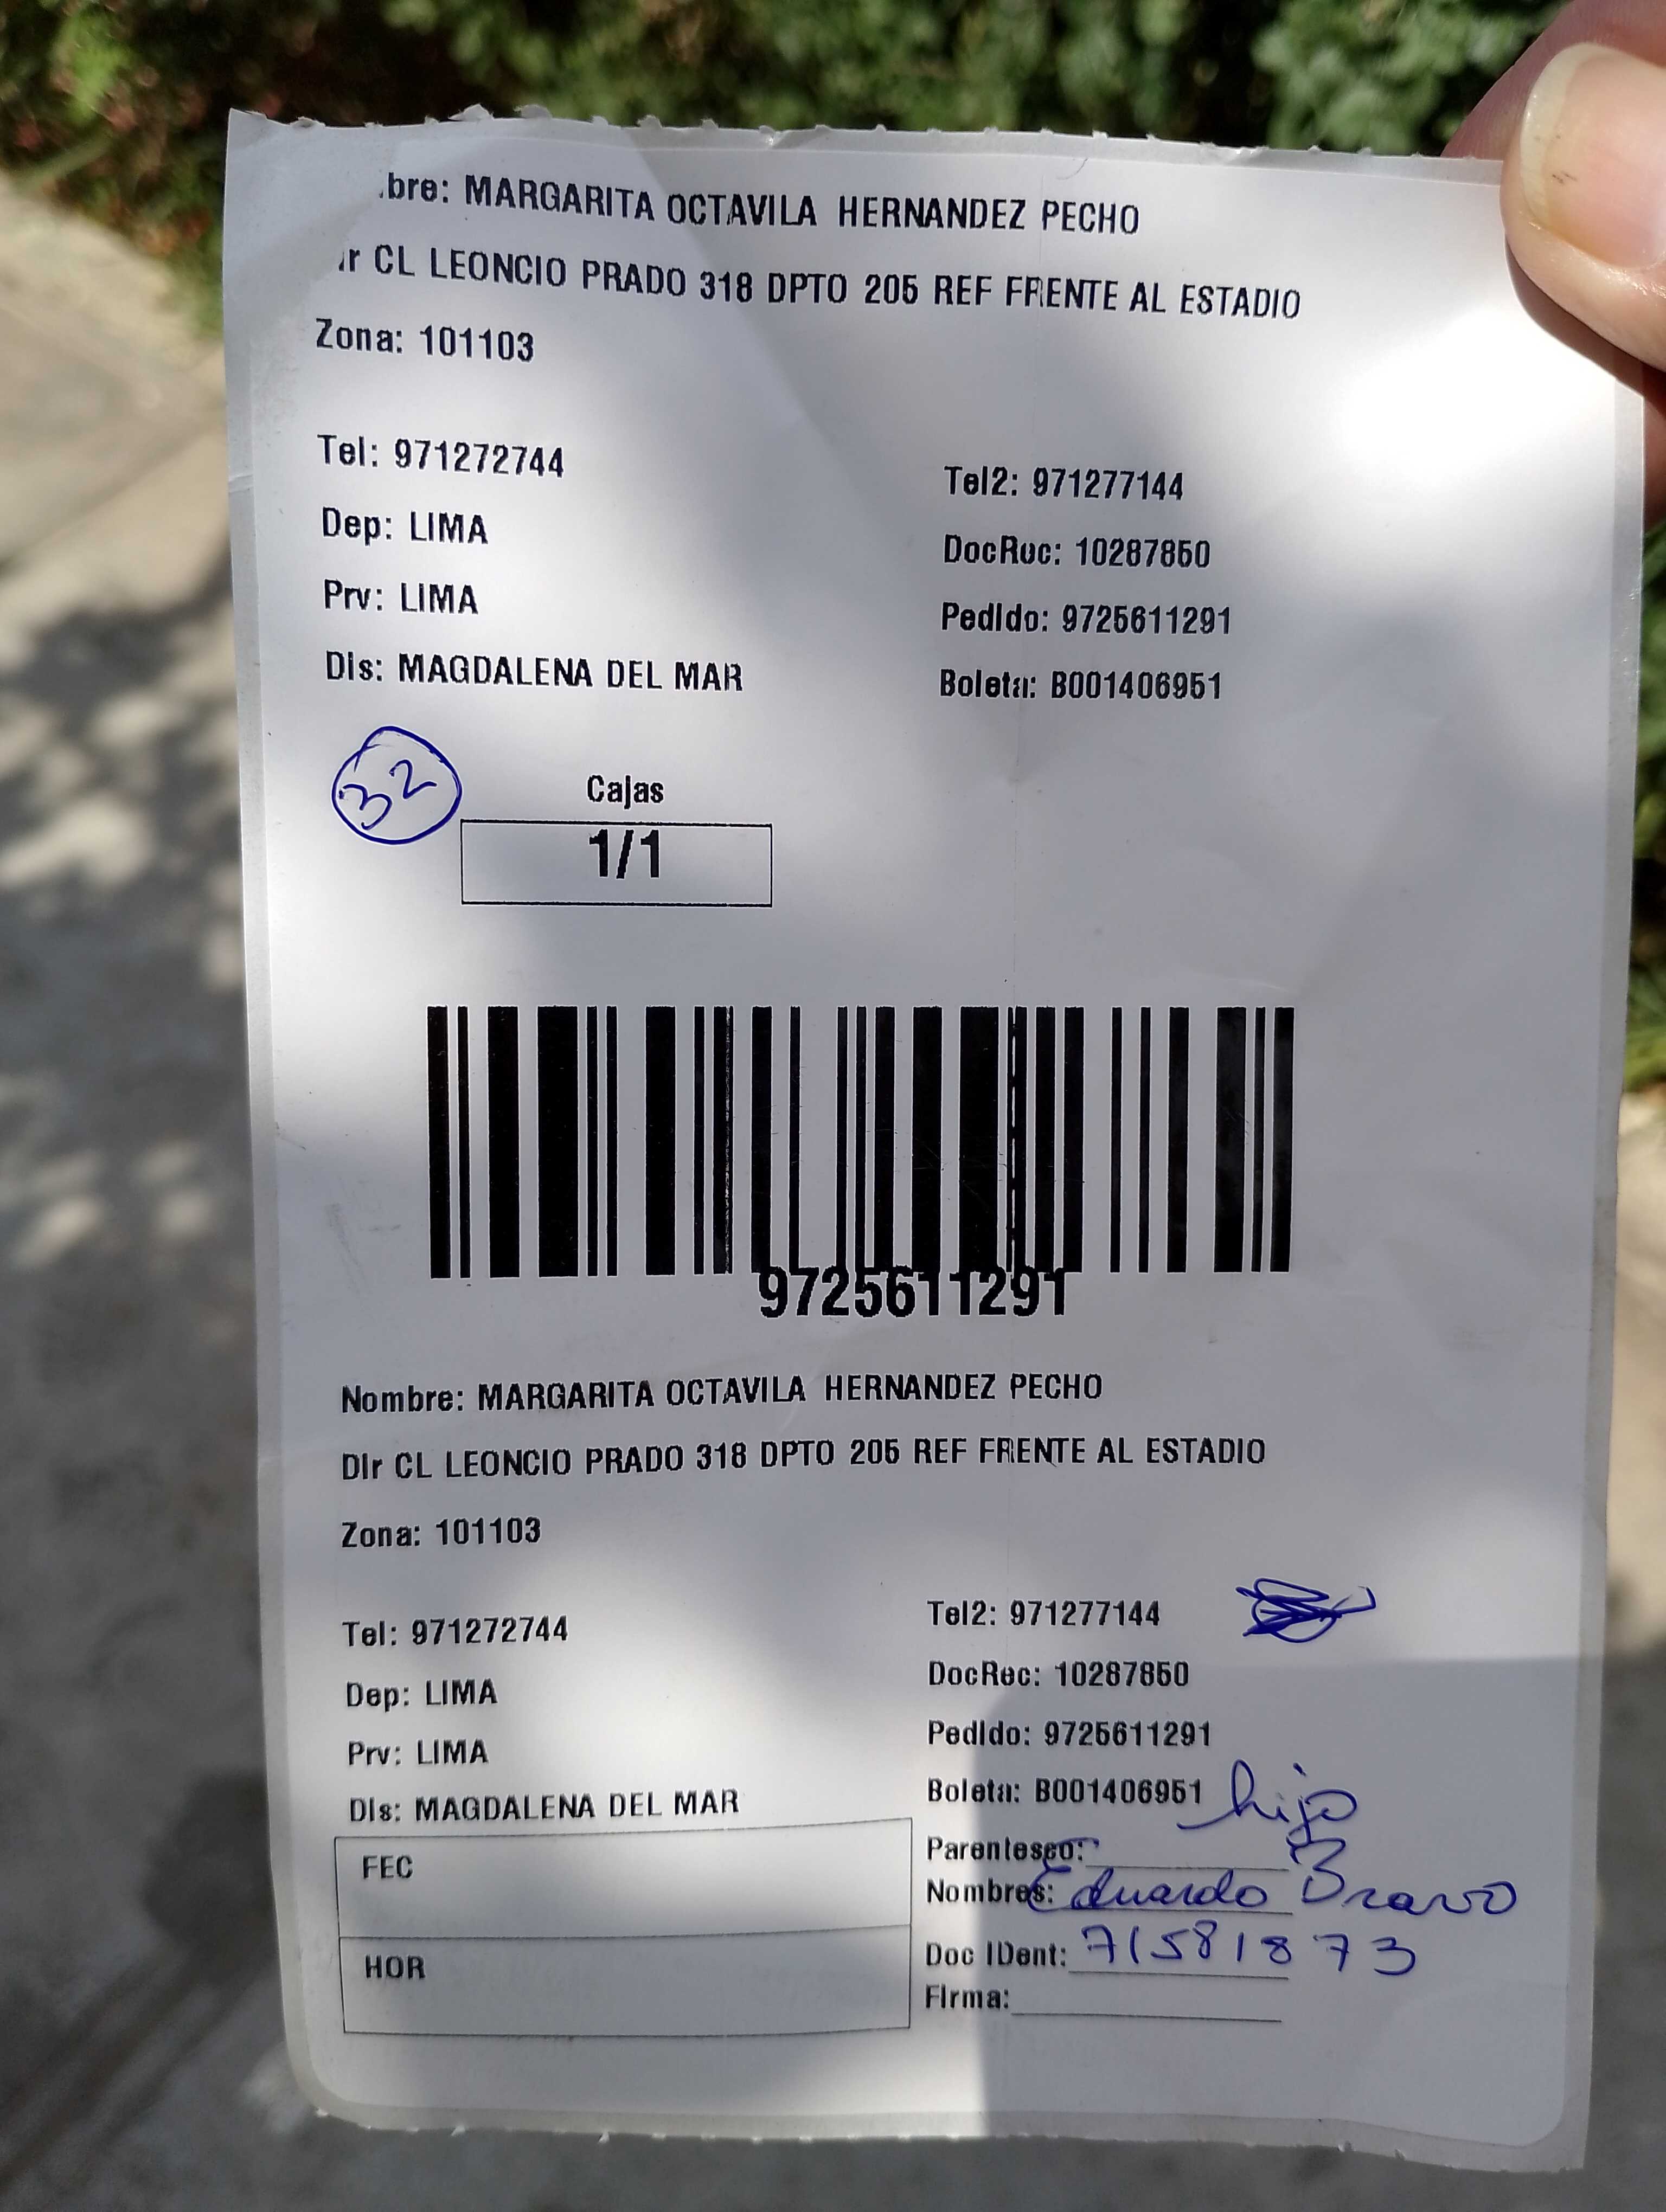 bre: MARGARITA OCTAVILA HERNANDEZ PECHO
Ir CL LEONCIO PRADO 318 DPTO 205 REF FRENTE AL ESTADIO
Zona: 101103
Tel: 971272744 Tel2: 971277144
Dep: LIMA DocRec: 10287850
Prv: LIMA Pedido: 9725611291
Dis: MAGDALENA DEL MAR Boleta: B001406951
32
Cajas
1/1
9725611291
Nombre: MARGARITA OCTAVILA HERNANDEZ PECHO
Dir CL LEONCIO PRADO 318 DPTO 205 REF FRENTE AL ESTADIO
Zona: 101103
Tel: 971272744 Tel2: 971277144
Dep: LIMA DocRec: 10287850
Prv: LIMA Pedido: 9725611291
Dis: MAGDALENA DEL MAR Boleta: B001406951
FEC
HOR
Parentesco: hijo
Nombres: Eduardo Bravo
Doc IDent: 71581873
Firma: